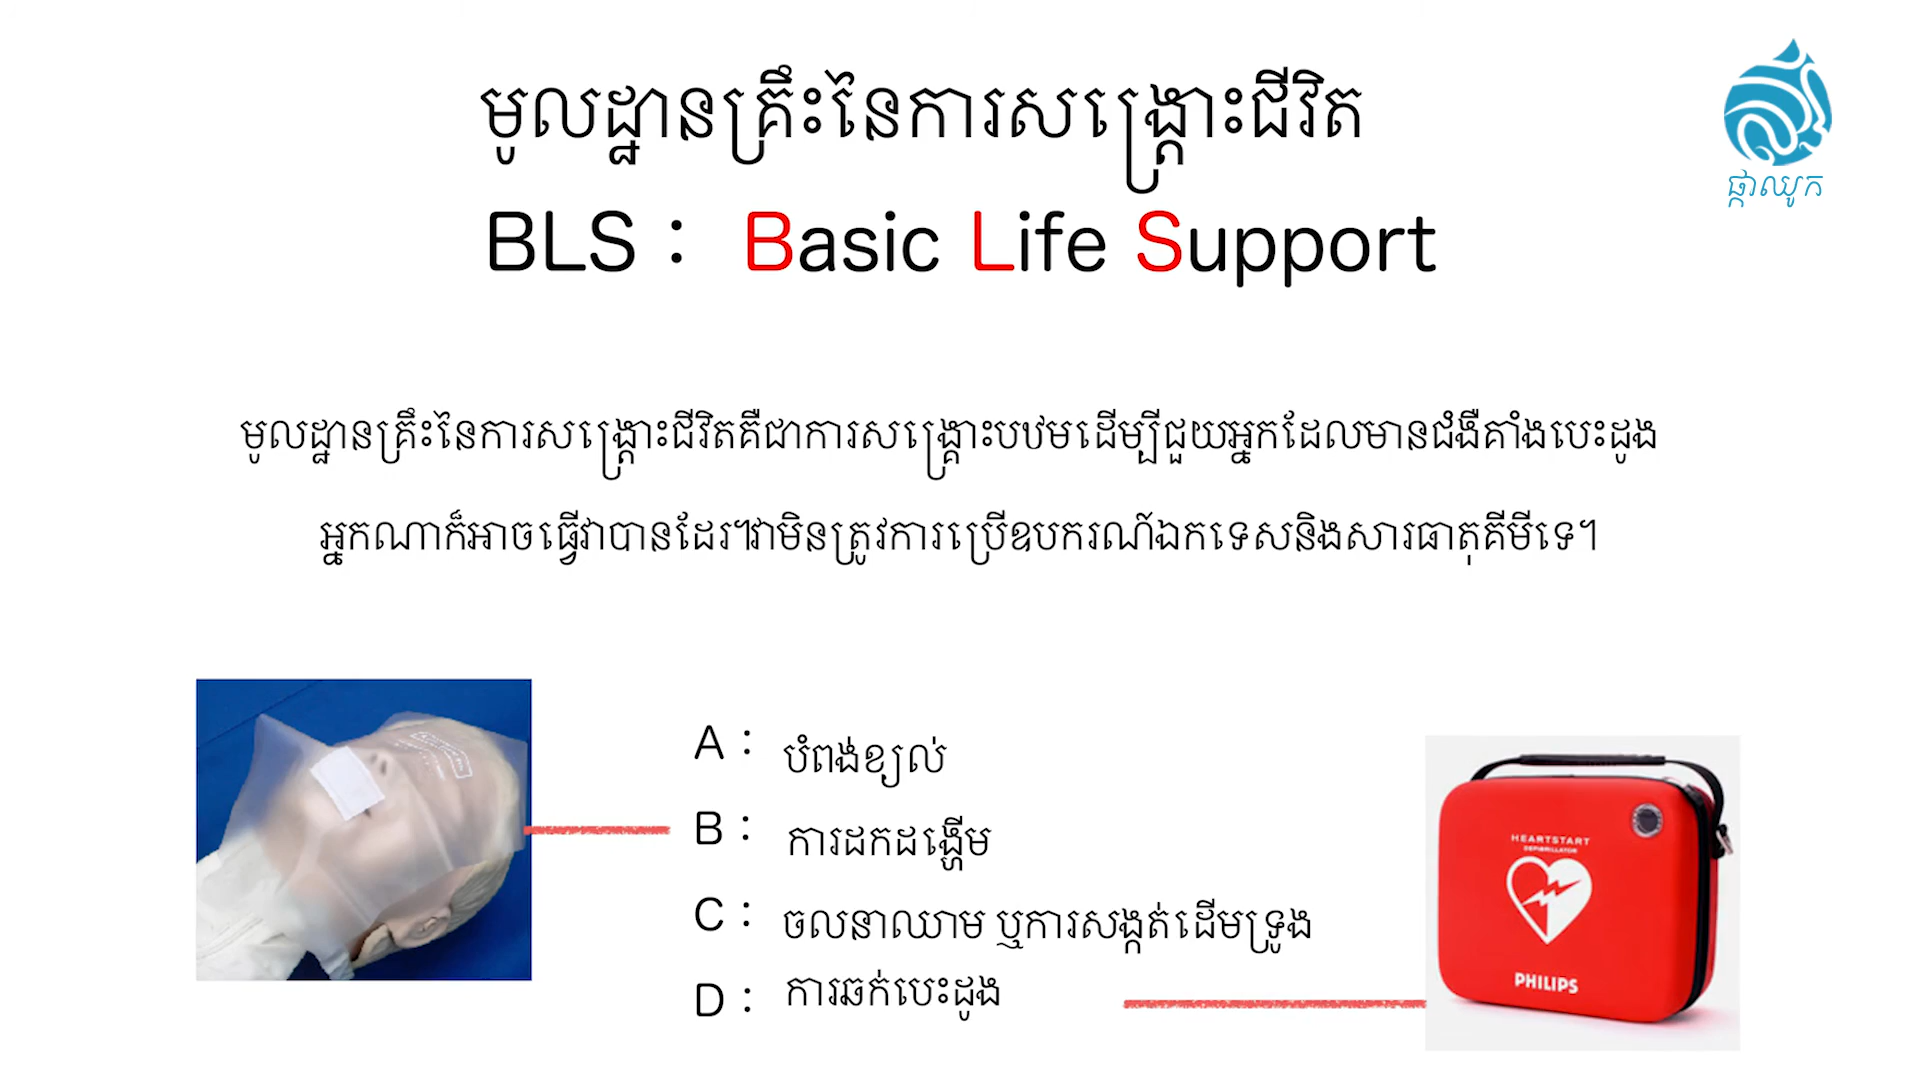 មូលដ្ឋានគ្រឹះនៃការសង្គ្រោះជីវិត
ផ្កាឈូក
BLS : Basic Life Support
មូលដ្ឋានគ្រឹះនៃការសង្គ្រោះជីវិតគឺជាការសង្គ្រោះបឋមដើម្បីជួយអ្នកដែលមានជំងឺគាំងបេះដូង
អ្នកណាក៏អាចធ្វើវាបានដែរ។វាមិនត្រូវការប្រើឧបករណ៍ឯកទេសនិងសារធាតុគីមីទេ។
A : បំពង់ខ្យល់
B : ការដកដង្ហើម
C : ចលនាឈាម ឬការសង្កត់ដើមទ្រូង
D : ការឆក់បេះដូង
HEARTSTART
DEFIBRILLATOR
PHILIPS